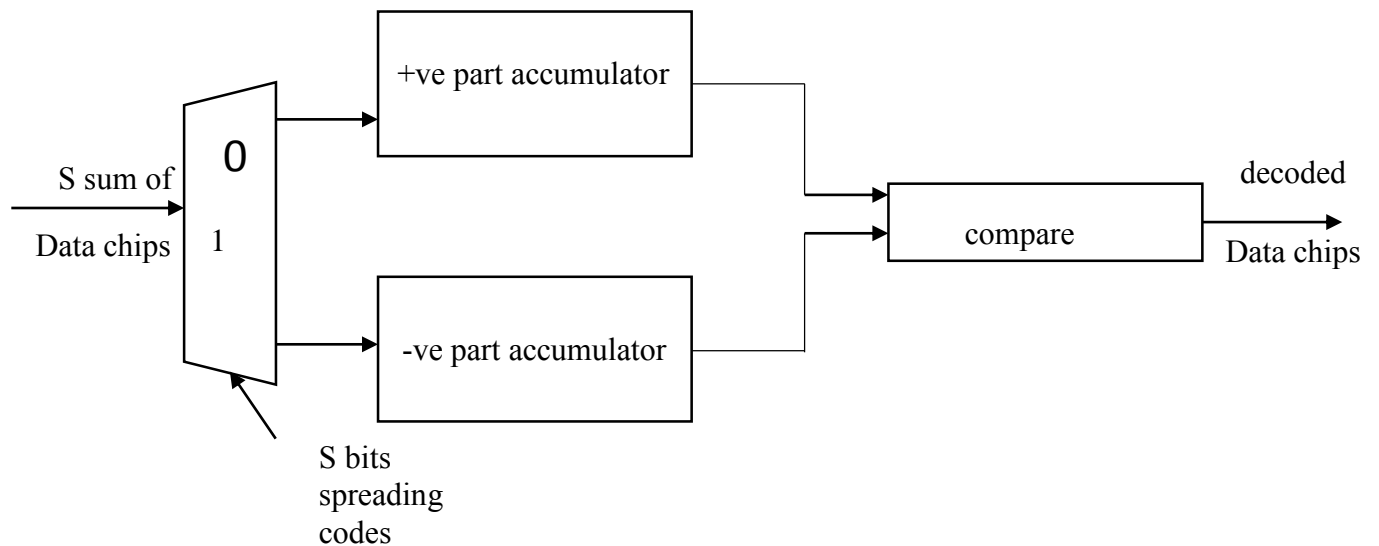 +ve part accumulator
0
S sum of
decoded
1
compare
Data chips
Data chips
-ve part accumulator
S bits
spreading
codes